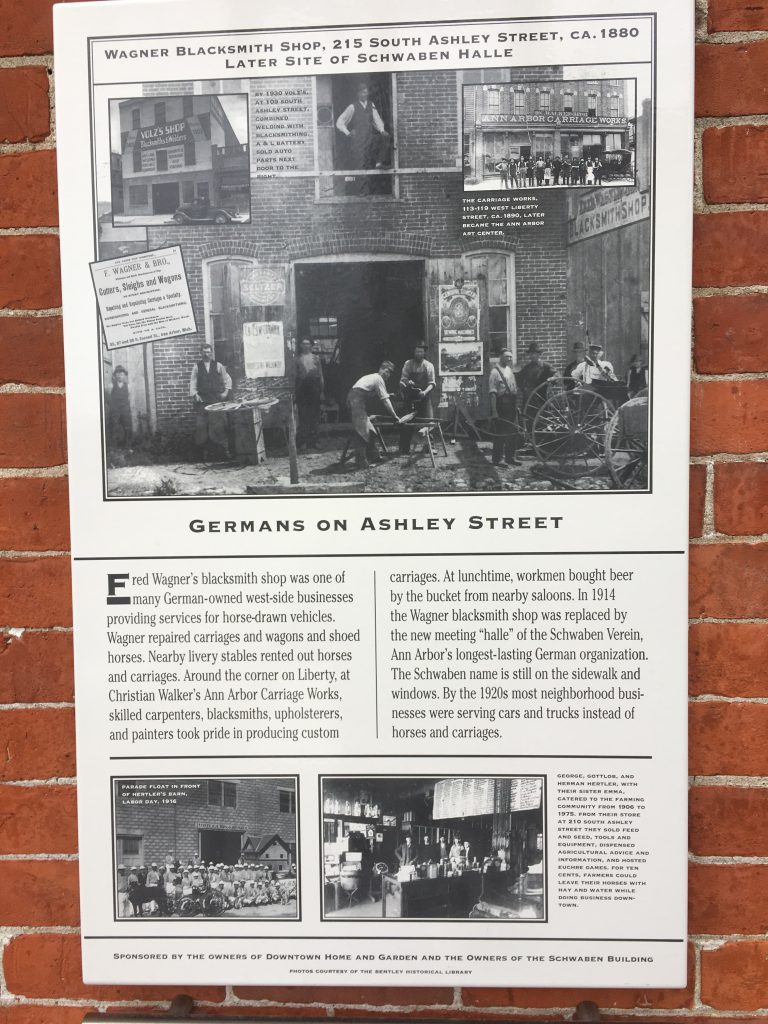 WAGNER BLACKSMITH SHOP, 215 SOUTH ASHLEY STREET, CA. 1880
LATER SITE OF SCHWABEN HALLE
BY 1930 VOLZ'S,
AT 103 SOUTH
ASHLEY STREET,
COMBINED
WELDING WITH
BLACKSMITHING.
A & L BATTERY
SOLD AUTO
PARTS NEXT
DOOR TO THE
RIGHT.
VOLZ'S SHOP
Blacksmiths & Welders
ANN ARBOR CARRIAGE WORKS.
THE CARRIAGE WORKS,
113-119 WEST LIBERTY
STREET, CA. 1890, LATER
BECAME THE ANN ARBOR
ART CENTER.
BLACKSMITH SHOP
F. WAGNER & BRO.,
Cutters, Sleighs and Wagons
SELTZER
GERMANS ON ASHLEY STREET
Fred Wagner's blacksmith shop was one of
many German-owned west-side businesses
providing services for horse-drawn vehicles.
Wagner repaired carriages and wagons and shoed
horses. Nearby livery stables rented out horses
and carriages. Around the corner on Liberty, at
Christian Walker's Ann Arbor Carriage Works,
skilled carpenters, blacksmiths, upholsterers,
and painters took pride in producing custom
carriages. At lunchtime, workmen bought beer
by the bucket from nearby saloons. In 1914
the Wagner blacksmith shop was replaced by
the new meeting "halle" of the Schwaben Verein,
Ann Arbor's longest-lasting German organization.
The Schwaben name is still on the sidewalk and
windows. By the 1920s most neighborhood busi-
nesses were serving cars and trucks instead of
horses and carriages.
PARADE FLOAT IN FRONT
OF HERTLER'S BARN,
LABOR DAY, 1916
GEORGE, GOTTLOB, AND
HERMAN HERTLER, WITH
THEIR SISTER EMMA,
CATERED TO THE FARMING
COMMUNITY FROM 1906 TO
1975. FROM THEIR STORE
AT 210 SOUTH ASHLEY
STREET THEY SOLD FEED
AND SEED, TOOLS AND
EQUIPMENT, DISPENSED
AGRICULTURAL ADVICE AND
INFORMATION, AND HOSTED
EUCHRE GAMES. FOR TEN
CENTS, FARMERS COULD
LEAVE THEIR HORSES WITH
HAY AND WATER WHILE
DOING BUSINESS DOWN-
TOWN.
SPONSORED BY THE OWNERS OF DOWNTOWN HOME AND GARDEN AND THE OWNERS OF THE SCHWABEN BUILDING
PHOTOS COURTESY OF THE BENTLEY HISTORICAL LIBRARY